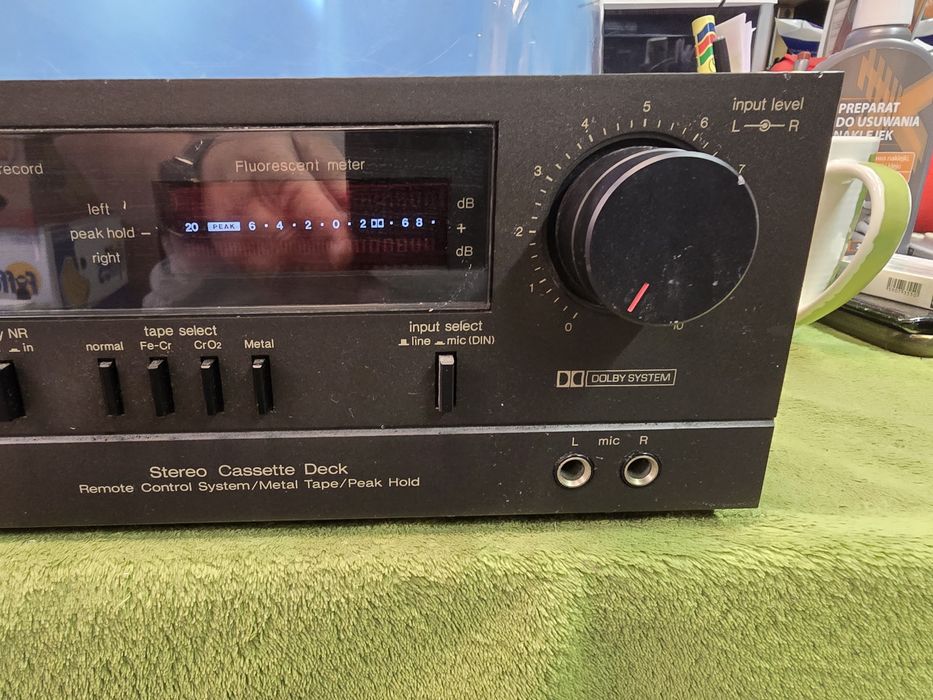 input level
L R
0 1 2 3 4 5 6 7 10
record
Fluorescent meter
left
peak hold
right
dB
+
dB
20 PEAK 6 · 4 · 2 · 0 · 2 · 6 8 ·
NR
in
tape select
normal Fe-Cr CrO₂ Metal
input select
line mic (DIN)
DOLBY SYSTEM
L mic R
Stereo Cassette Deck
Remote Control System/Metal Tape/Peak Hold
PREPARAT
DO USUWANIA
NAKLEJEK